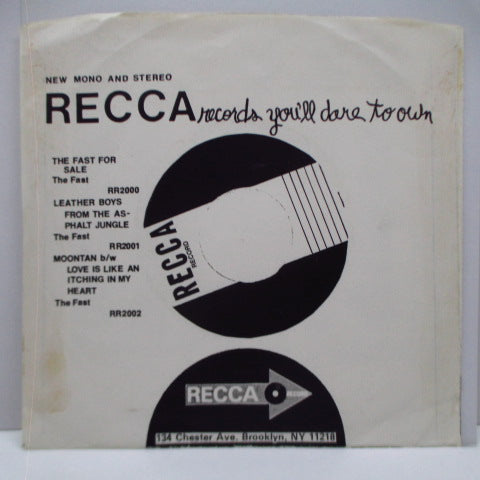 NEW MONO AND STEREO
RECCA records you'll dare to own
THE FAST FOR
SALE
The Fast
RR2000
LEATHER BOYS
FROM THE AS-
PHALT JUNGLE
The Fast
RR2001
MOONTAN b/w
LOVE IS LIKE AN
ITCHING IN MY
HEART
The Fast
RR2002
RECCA
RECORD
RECCA
RECORD
134 Chester Ave. Brooklyn, NY 11218